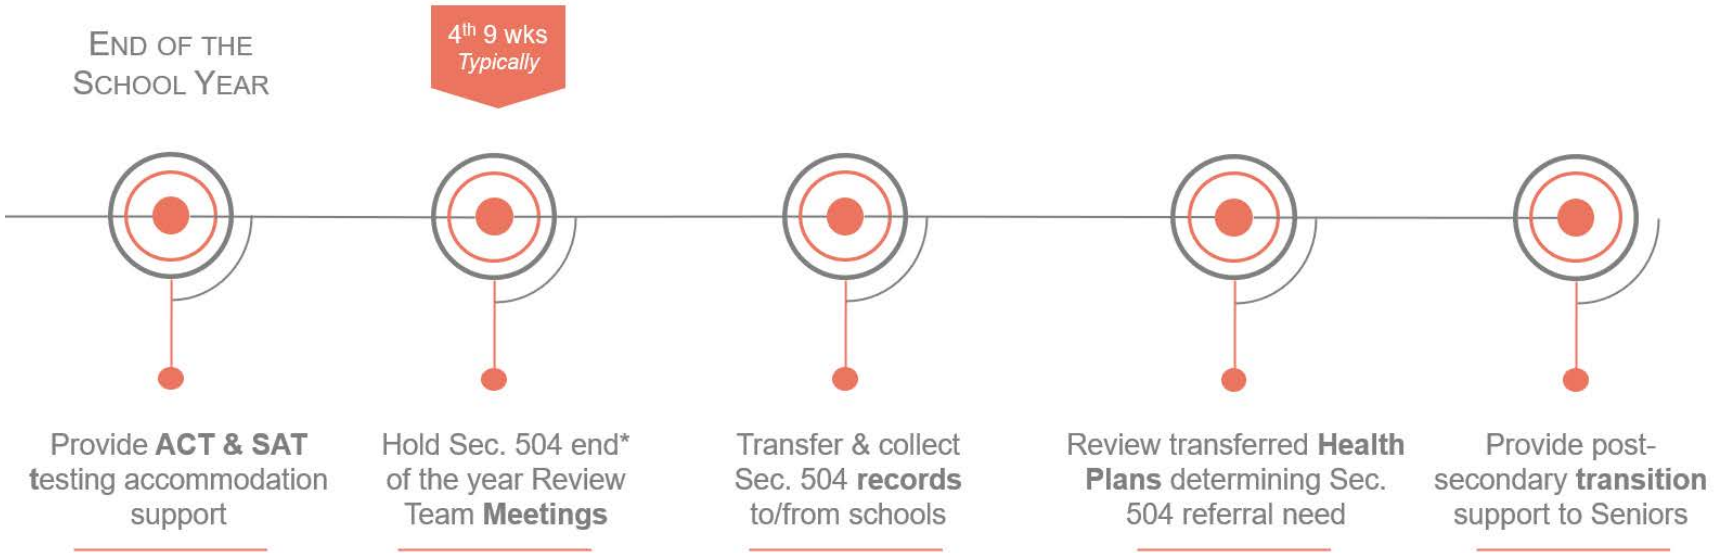 END OF THE
SCHOOL YEAR
4th 9 wks
Typically
Provide ACT & SAT
testing accommodation
support
Hold Sec. 504 end*
of the year Review
Team Meetings
Transfer & collect
Sec. 504 records
to/from schools
Review transferred Health
Plans determining Sec.
504 referral need
Provide post-
secondary transition
support to Seniors